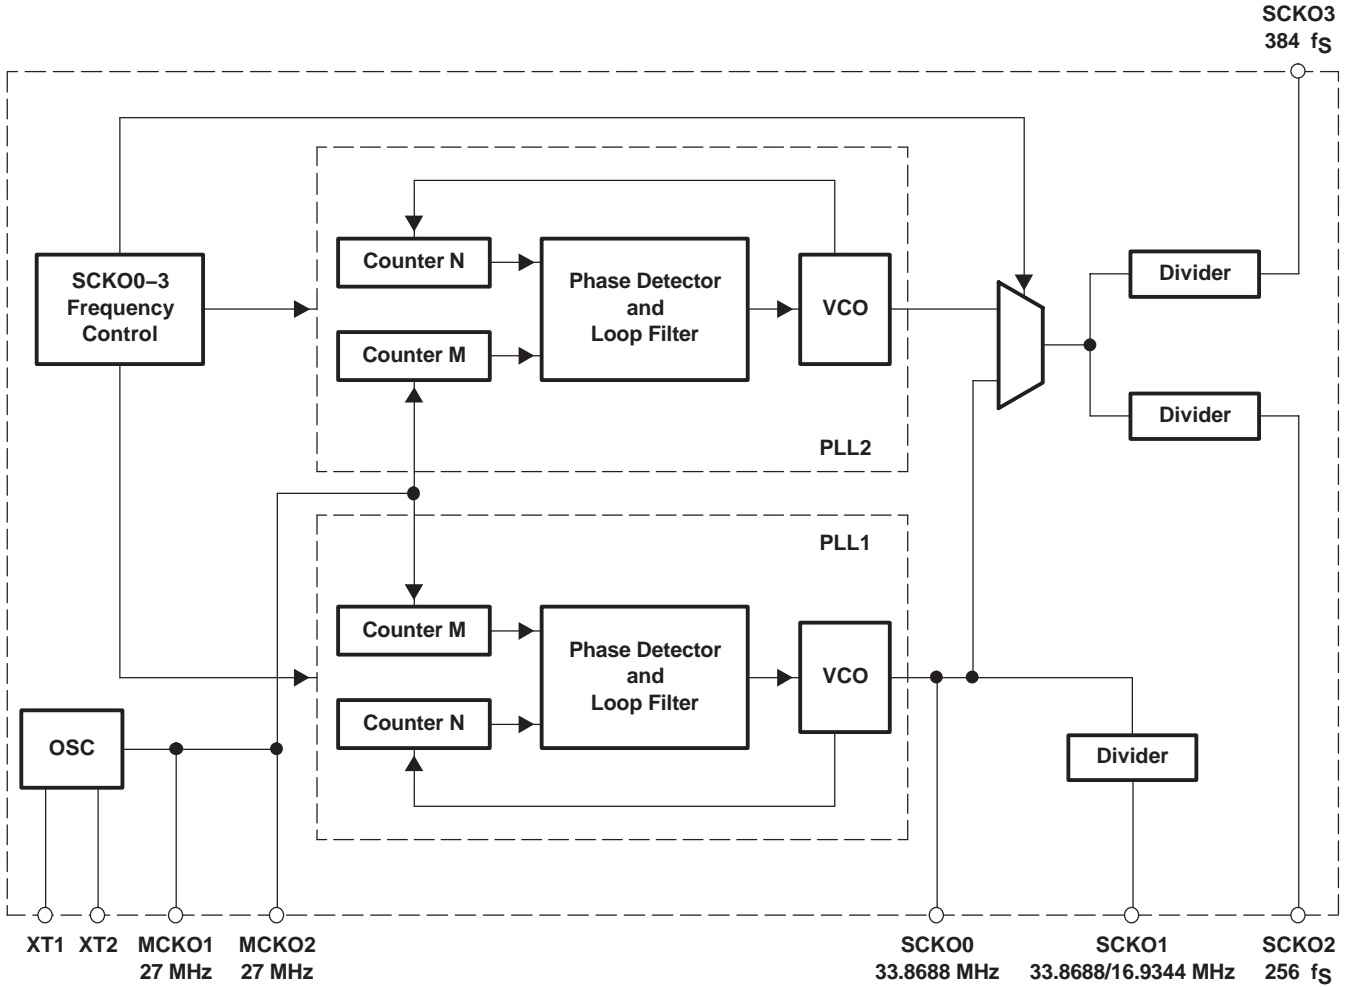 SCKO3
384 fS
SCKO0–3
Frequency
Control
Counter N
Counter M
Phase Detector
and
Loop Filter
VCO
PLL2
Divider
Divider
PLL1
Counter M
Counter N
Phase Detector
and
Loop Filter
VCO
OSC
Divider
XT1
XT2
MCKO1
27 MHz
MCKO2
27 MHz
SCKO0
33.8688 MHz
SCKO1
33.8688/16.9344 MHz
SCKO2
256 fS